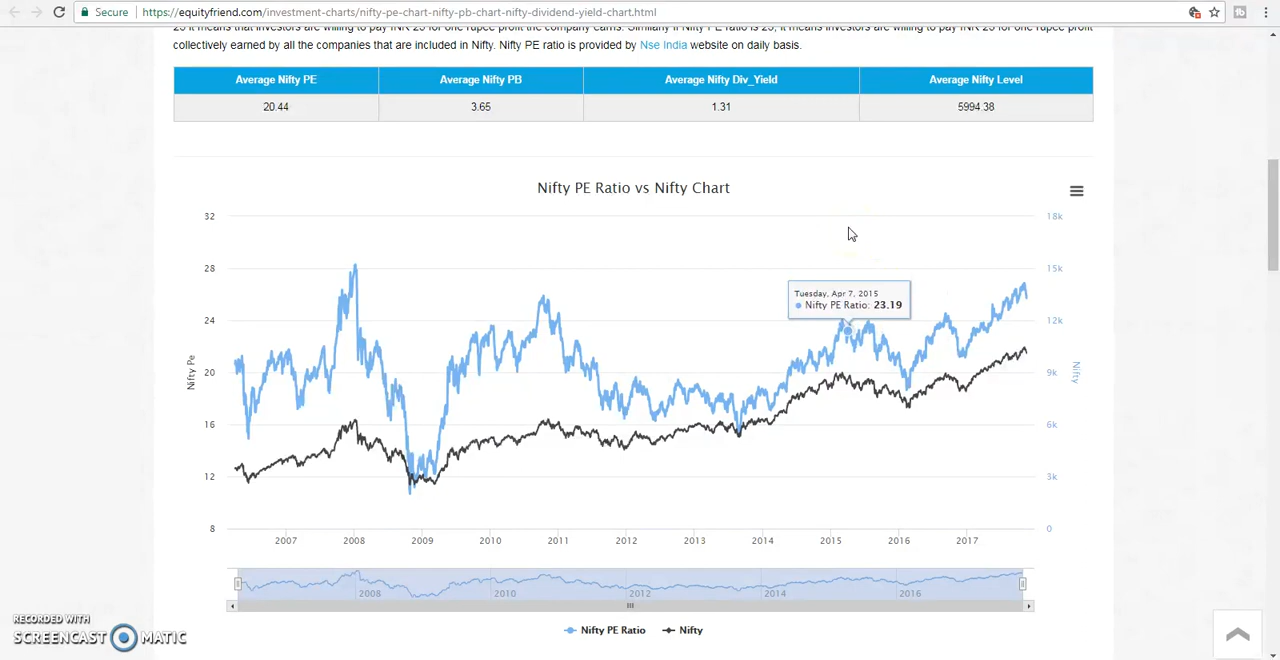 Secure https://equityfriend.com/investment-charts/nifty-pe-chart-nifty-pb-chart-nifty-dividend-yield-chart.html
collectively earned by all the companies that are included in Nifty. Nifty PE ratio is provided by Nse India website on daily basis.
Average Nifty PE Average Nifty PB Average Nifty Div_Yield Average Nifty Level
20.44 3.65 1.31 5994.38
Nifty PE Ratio vs Nifty Chart
32 18k
28 15k
Tuesday, Apr 7, 2015
Nifty PE Ratio: 23.19
24 12k
20 9k
Nifty Pe
Nifty
16 6k
12 3k
8 0
2007 2008 2009 2010 2011 2012 2013 2014 2015 2016 2017
2008 2010 2012 2014 2016
Nifty PE Ratio Nifty
RECORDED WITH
SCREENCAST MATIC